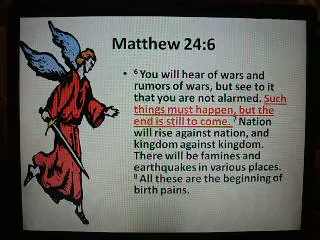 Matthew 24:6
• ⁶ You will hear of wars and
rumors of wars, but see to it
that you are not alarmed. Such
things must happen, but the
end is still to come. ⁷ Nation
will rise against nation, and
kingdom against kingdom.
There will be famines and
earthquakes in various places.
⁸ All these are the beginning of
birth pains.